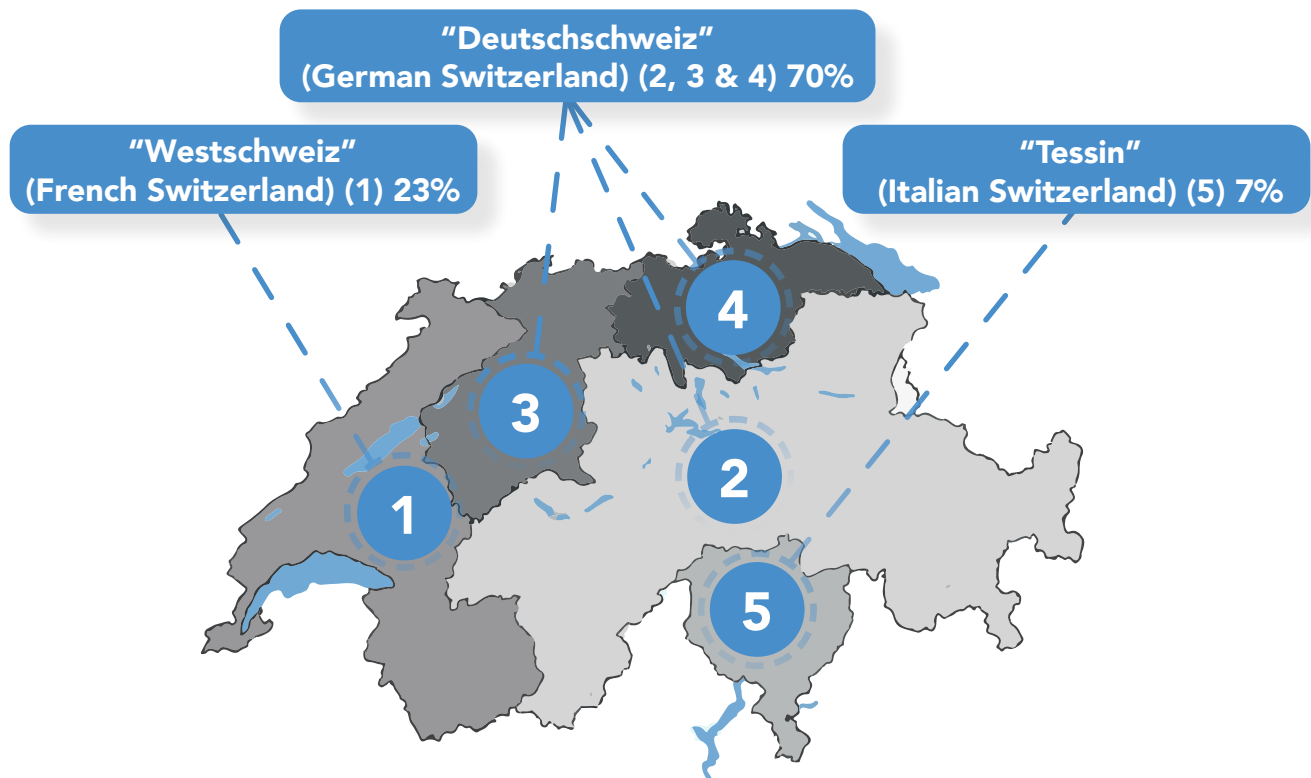 “Deutschschweiz”
(German Switzerland) (2, 3 & 4) 70%
“Westschweiz”
(French Switzerland) (1) 23%
“Tessin”
(Italian Switzerland) (5) 7%
4
3
2
1
5